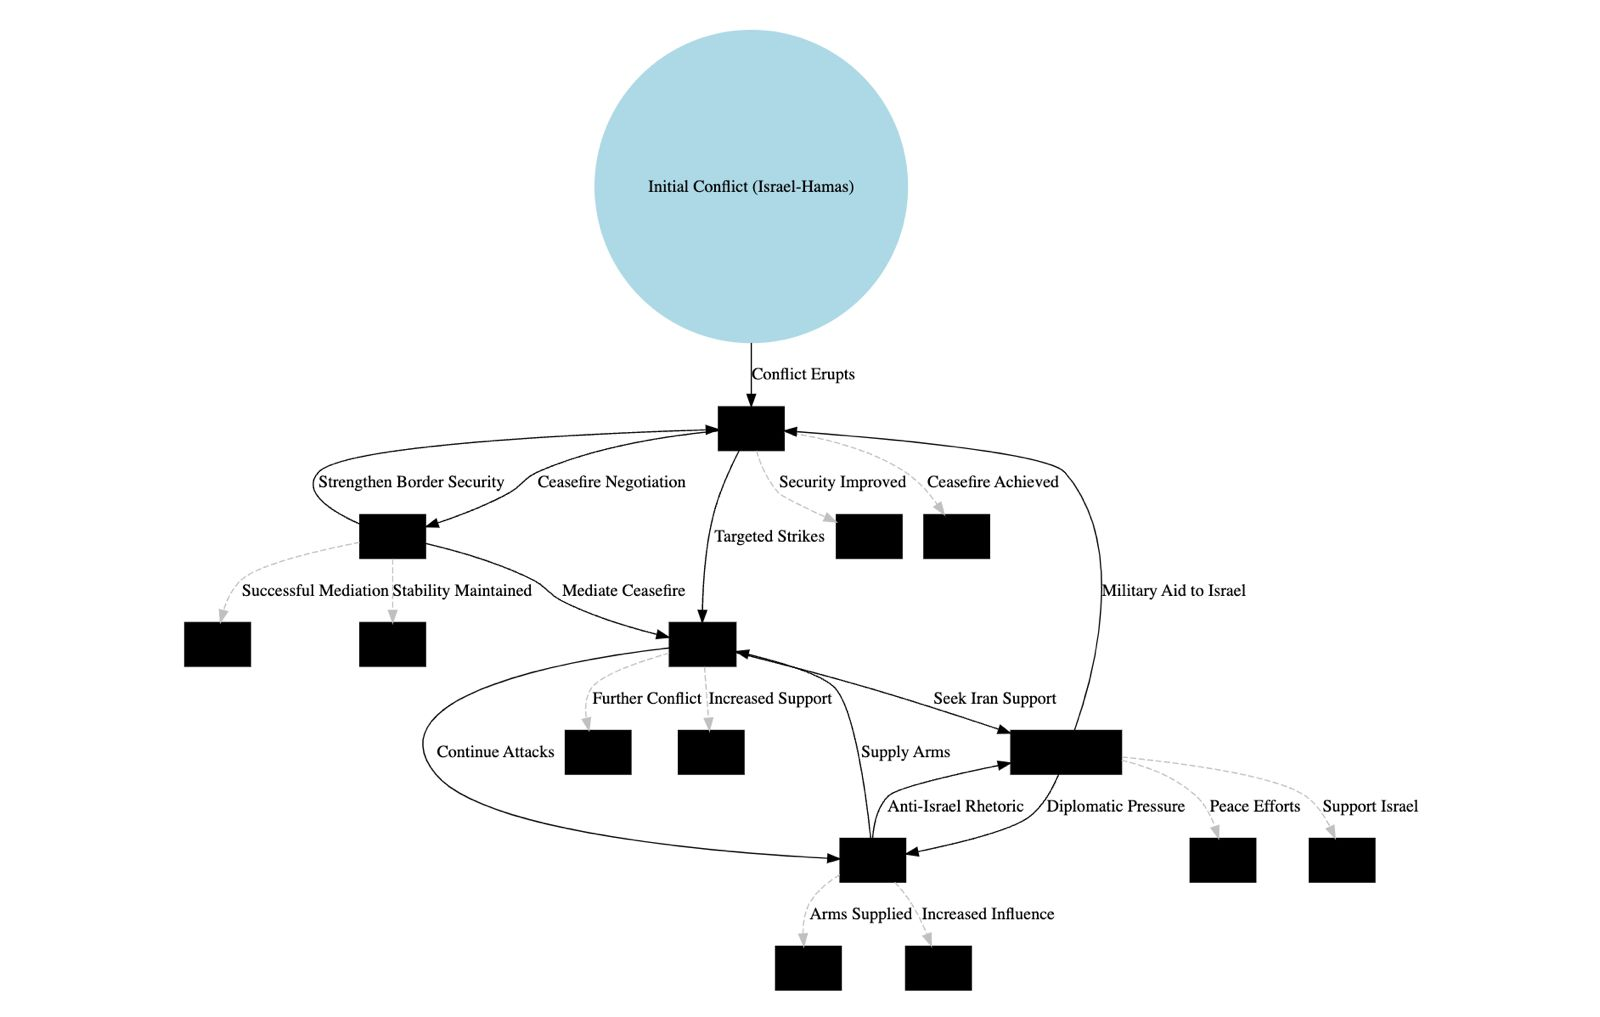 Initial Conflict (Israel-Hamas)
Conflict Erupts
Strengthen Border Security
Ceasefire Negotiation
Security Improved
Ceasefire Achieved
Targeted Strikes
Successful Mediation
Stability Maintained
Mediate Ceasefire
Military Aid to Israel
Further Conflict
Increased Support
Seek Iran Support
Continue Attacks
Supply Arms
Anti-Israel Rhetoric
Diplomatic Pressure
Peace Efforts
Support Israel
Arms Supplied
Increased Influence